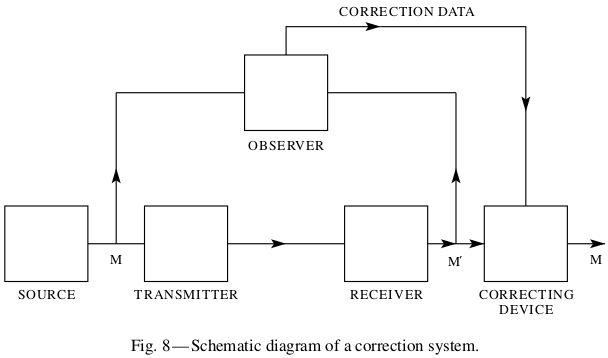 CORRECTION DATA
OBSERVER
M
M′
M
SOURCE
TRANSMITTER
RECEIVER
CORRECTING
DEVICE
Fig. 8—Schematic diagram of a correction system.